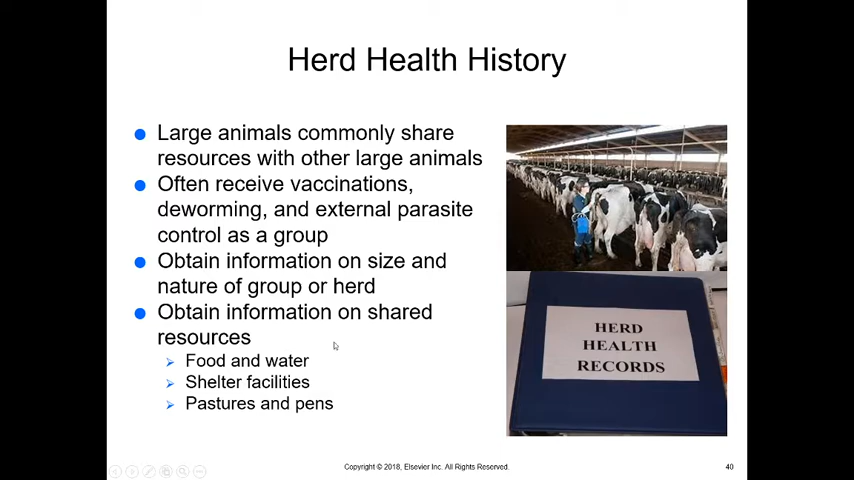 Herd Health History
Large animals commonly share
resources with other large animals
Often receive vaccinations,
deworming, and external parasite
control as a group
Obtain information on size and
nature of group or herd
Obtain information on shared
resources
Food and water
Shelter facilities
Pastures and pens
HERD
HEALTH
RECORDS
Copyright © 2018, Elsevier Inc. All Rights Reserved.
40